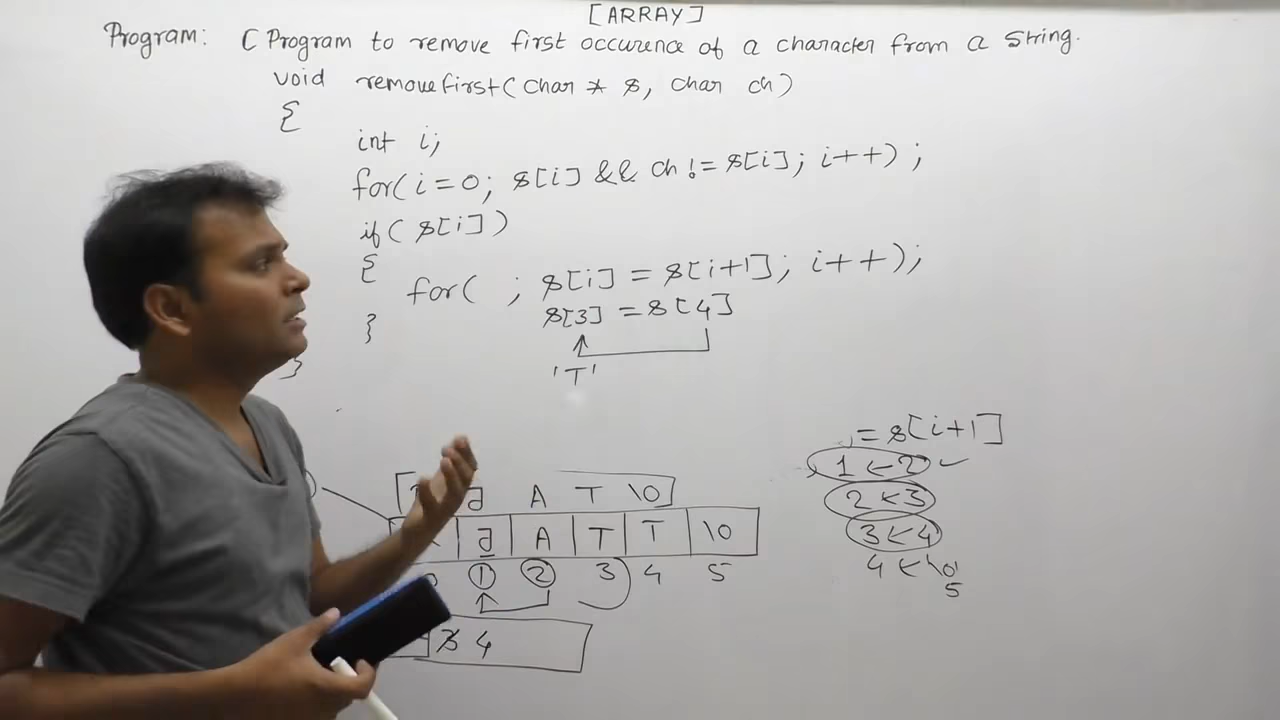 [ARRAY]
Program: C Program to remove first occurence of a character from a string.
void removefirst(char * s, char ch)
{
int i;
for(i=0; s[i] && ch != s[i]; i++) ;
if( s[i])
{
for( ; s[i] = s[i+1]; i++);
s[3] = s[4]
}
'T'
}
= s[i+1]
1 ← 2 ✓
2 ← 3
3 ← 4
4 ← '\0'
5
A T \0
A T T \0
1 2 3 4 5
3 4